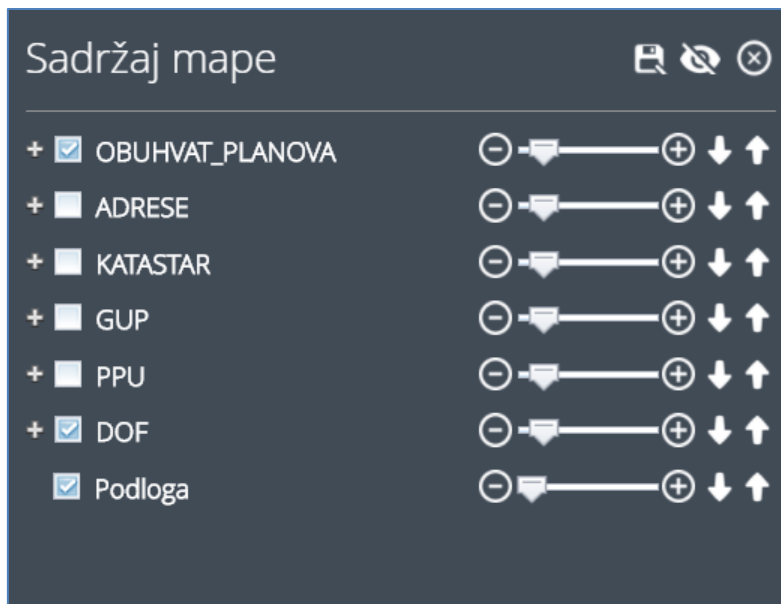 Sadržaj mape
OBUHVAT_PLANOVA
ADRESE
KATASTAR
GUP
PPU
DOF
Podloga